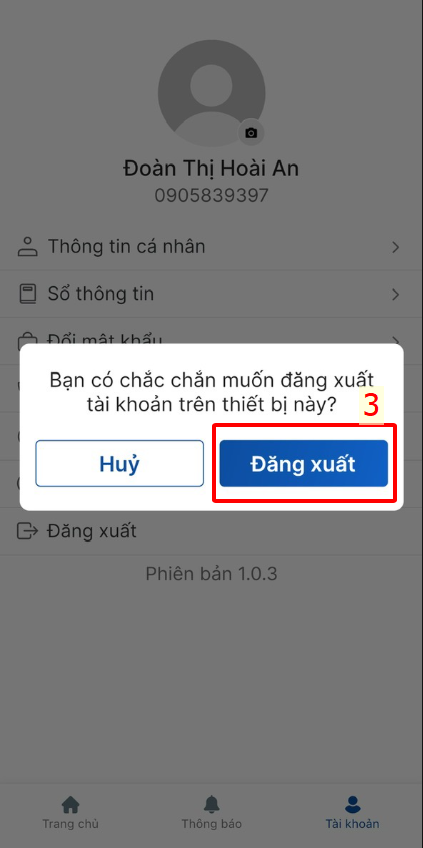 Đoàn Thị Hoài An
0905839397
Thông tin cá nhân
Sổ thông tin
Đổi mật khẩu
Bạn có chắc chắn muốn đăng xuất
tài khoản trên thiết bị này?
3
Huỷ
Đăng xuất
Đăng xuất
Phiên bản 1.0.3
Trang chủ
Thông báo
Tài khoản